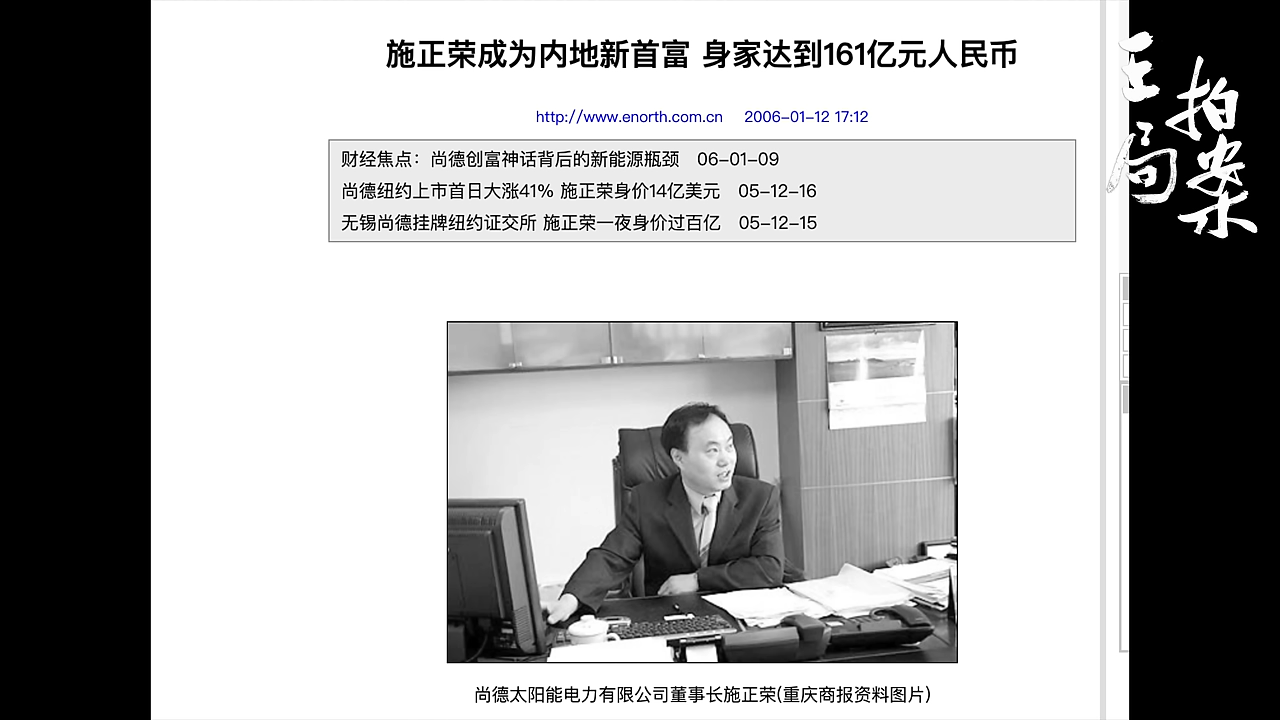 施正荣成为内地新首富 身家达到161亿元人民币
http://www.enorth.com.cn 2006-01-12 17:12
财经焦点：尚德创富神话背后的新能源瓶颈 06-01-09
尚德纽约上市首日大涨41% 施正荣身价14亿美元 05-12-16
无锡尚德挂牌纽约证交所 施正荣一夜身价过百亿 05-12-15
尚德太阳能电力有限公司董事长施正荣(重庆商报资料图片)
王局拍案